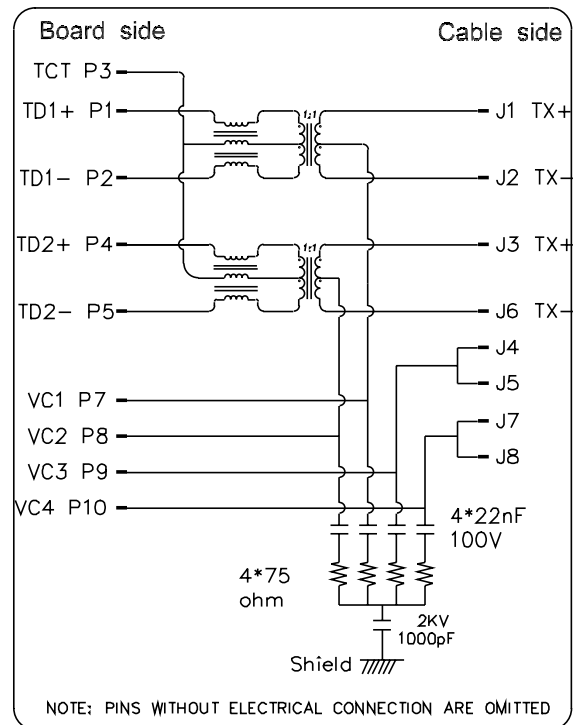 Board side
Cable side
TCT P3
TD1+ P1
1:1
J1 TX+
TD1- P2
J2 TX-
TD2+ P4
1:1
J3 TX+
TD2- P5
J6 TX-
J4
J5
VC1 P7
J7
VC2 P8
J8
VC3 P9
VC4 P10
4*22nF
100V
4*75
ohm
2KV
1000pF
Shield
NOTE: PINS WITHOUT ELECTRICAL CONNECTION ARE OMITTED